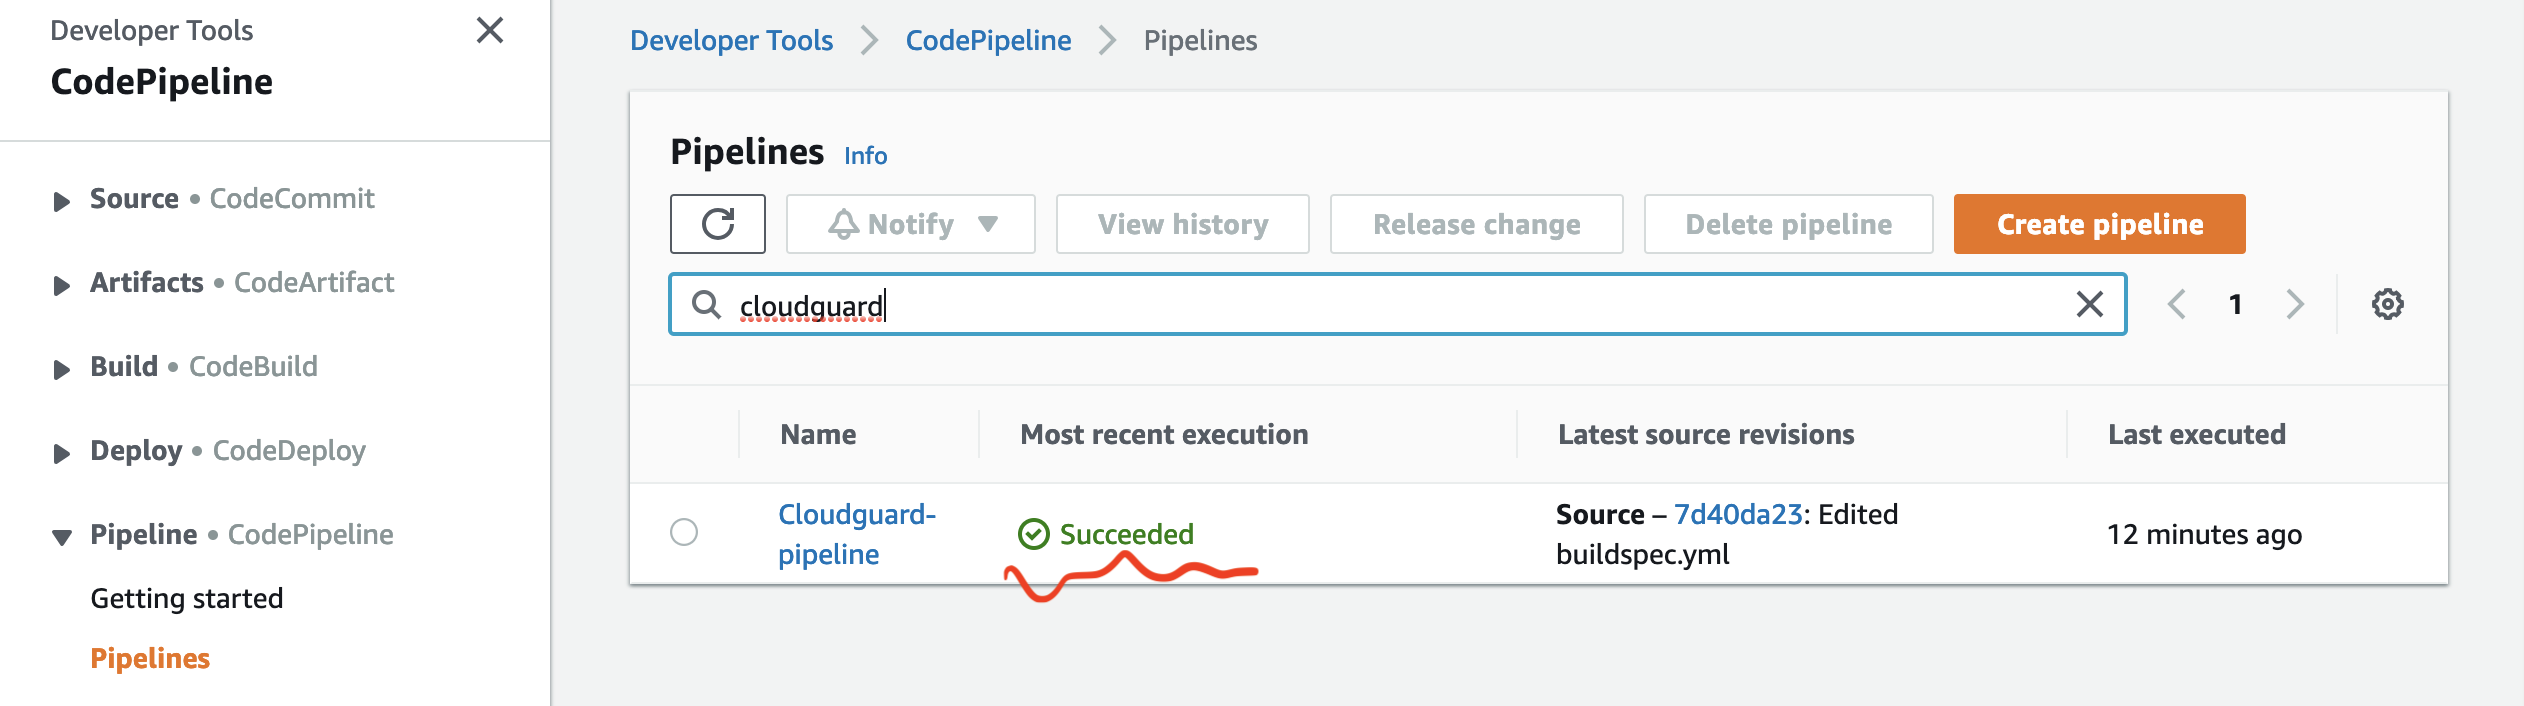 Developer Tools
CodePipeline
Source • CodeCommit
Artifacts • CodeArtifact
Build • CodeBuild
Deploy • CodeDeploy
Pipeline • CodePipeline
Getting started
Pipelines
Developer Tools > CodePipeline > Pipelines
Pipelines Info
Notify View history Release change Delete pipeline Create pipeline
cloudguard 1
Name Most recent execution Latest source revisions Last executed
Cloudguard-
pipeline
Succeeded
Source – 7d40da23: Edited
buildspec.yml
12 minutes ago